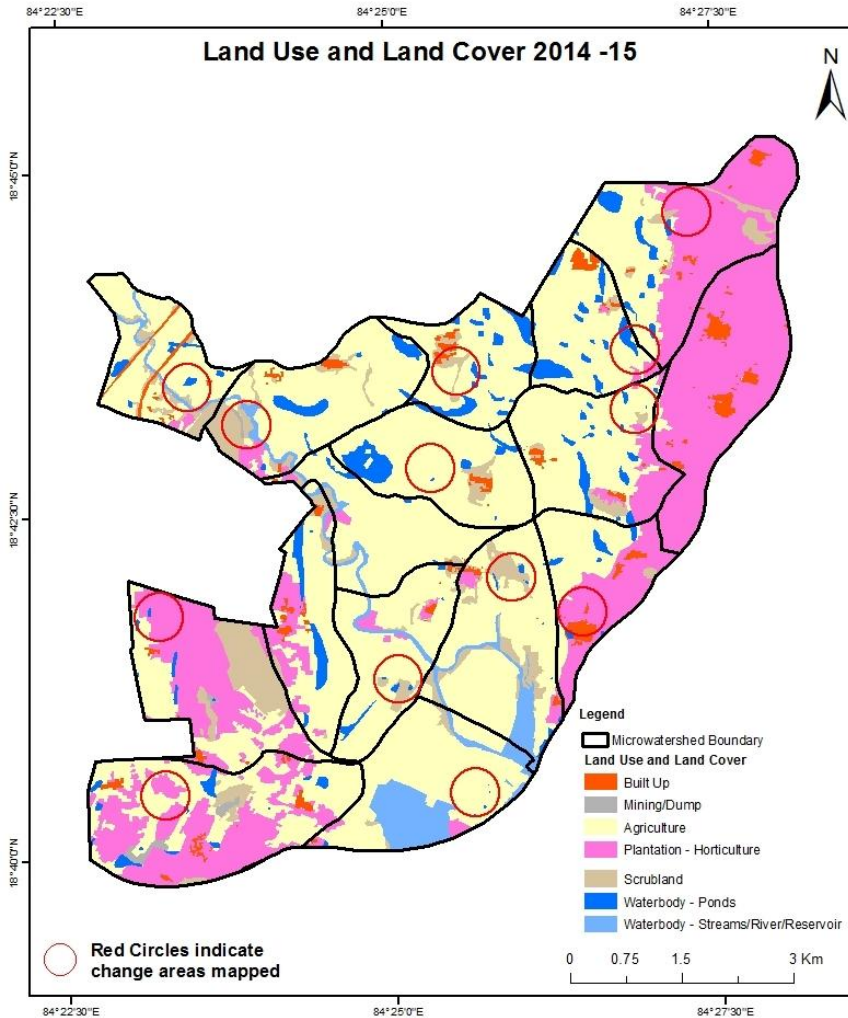 84°22'30"E
84°25'0"E
84°27'30"E
Land Use and Land Cover 2014 -15
N
18°45'0"N
18°42'30"N
18°40'0"N
Legend
Microwatershed Boundary
Land Use and Land Cover
Built Up
Mining/Dump
Agriculture
Plantation - Horticulture
Scrubland
Waterbody - Ponds
Waterbody - Streams/River/Reservoir
Red Circles indicate
change areas mapped
0 0.75 1.5 3 Km
84°22'30"E
84°25'0"E
84°27'30"E